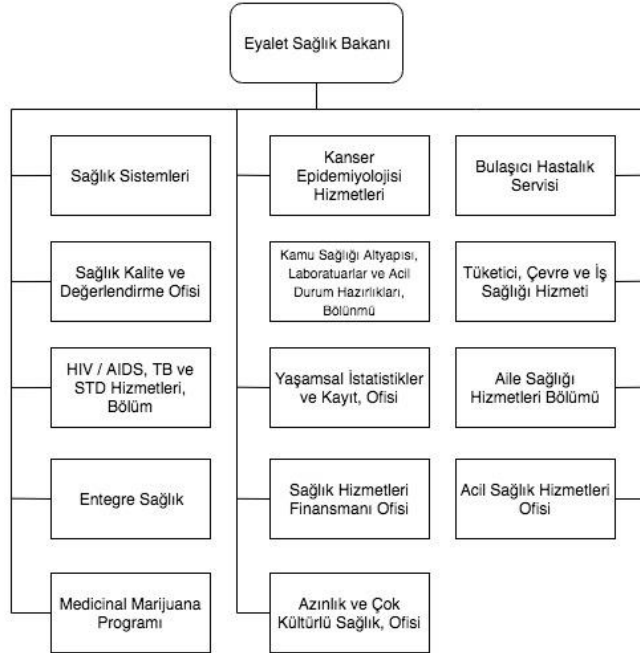 Eyalet Sağlık Bakanı
Sağlık Sistemleri
Kanser
Epidemiyolojisi
Hizmetleri
Bulaşıcı Hastalık
Servisi
Sağlık Kalite ve
Değerlendirme Ofisi
Kamu Sağlığı Altyapısı,
Laboratuarlar ve Acil
Durum Hazırlıkları,
Bölünmü
Tüketici, Çevre ve İş
Sağlığı Hizmeti
HIV / AIDS, TB ve
STD Hizmetleri,
Bölüm
Yaşamsal İstatistikler
ve Kayıt, Ofisi
Aile Sağlığı
Hizmetleri Bölümü
Entegre Sağlık
Sağlık Hizmetleri
Finansmanı Ofisi
Acil Sağlık Hizmetleri
Ofisi
Medicinal Marijuana
Programı
Azınlık ve Çok
Kültürlü Sağlık, Ofisi